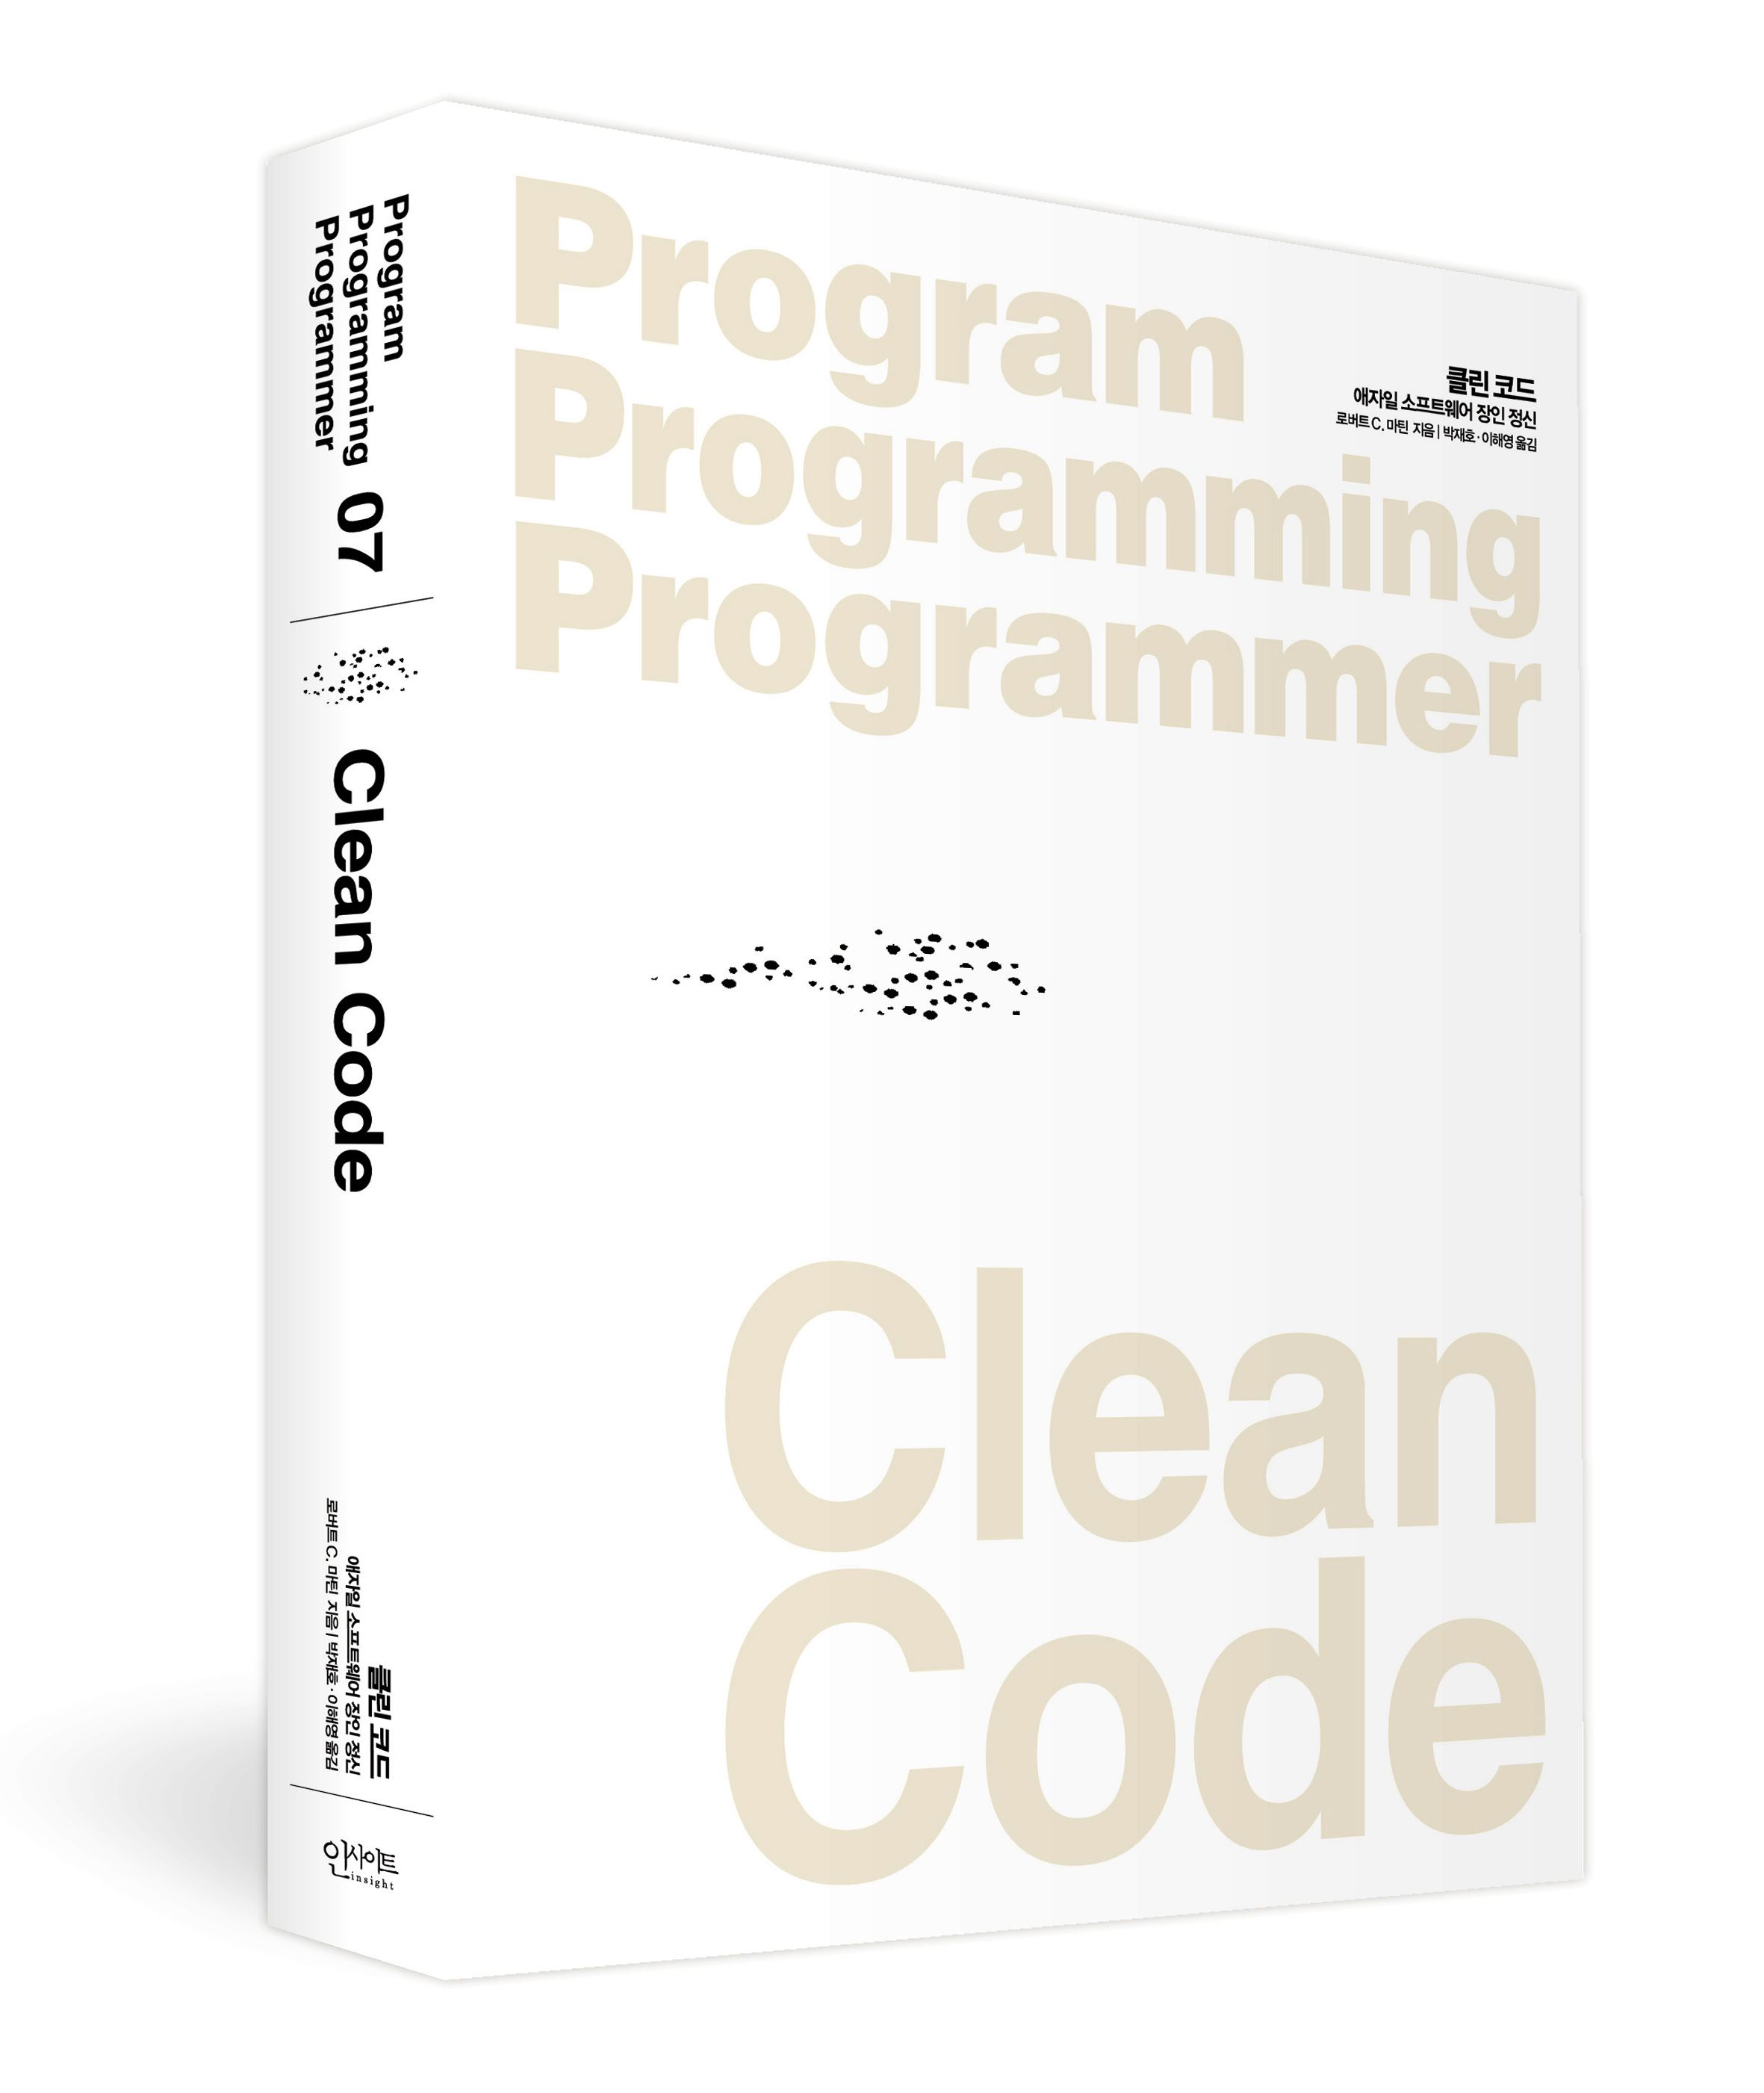 Program
Programming
Programmer
07
Clean Code
클린 코드
애자일 소프트웨어 장인 정신
로버트 C. 마틴 지음 | 박재호·이해영 옮김
인사이트
insight
Program
Programming
Programmer
클린 코드
애자일 소프트웨어 장인 정신
로버트 C. 마틴 지음 | 박재호·이해영 옮김
Clean
Code